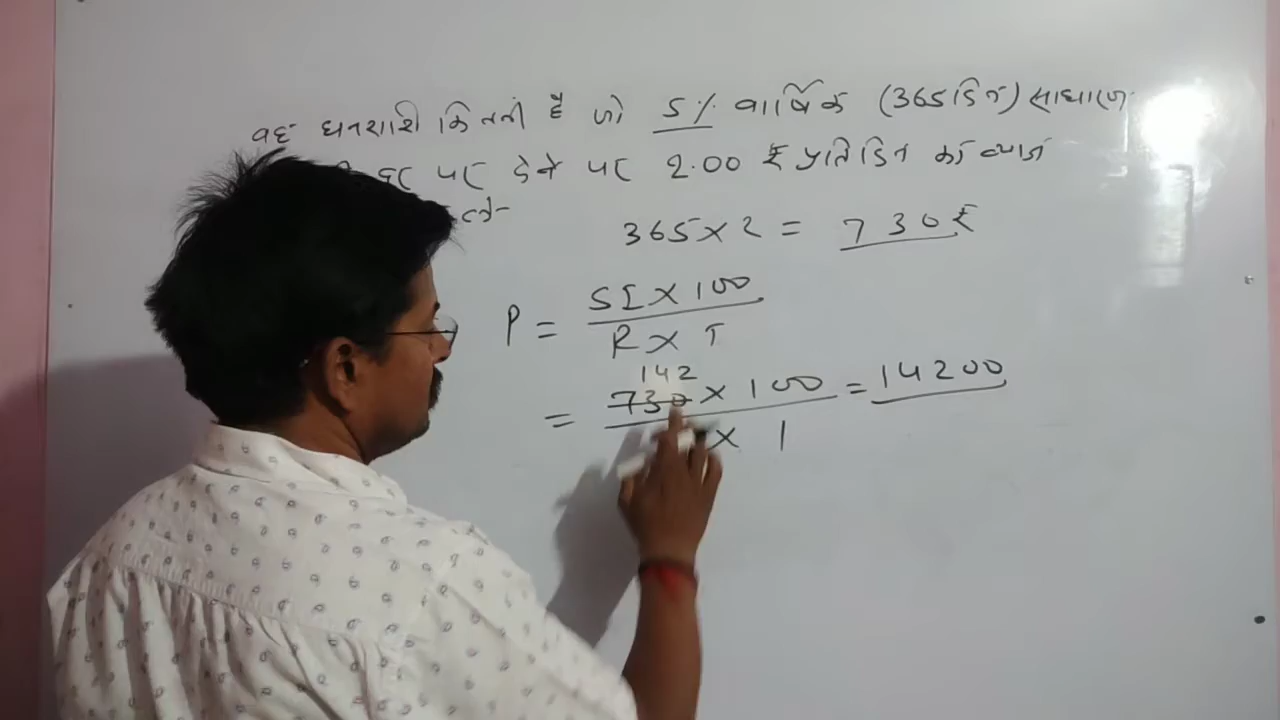 वह धनराशि कितनी है जो 5% वार्षिक (365 दिन) साधारण
दर पर देने पर 2.00 ₹ प्रतिदिन का ब्याज
365 × 2 = 730 ₹
P = SI × 100 / R × T
142
= 730 × 100 / × 1 = 14200